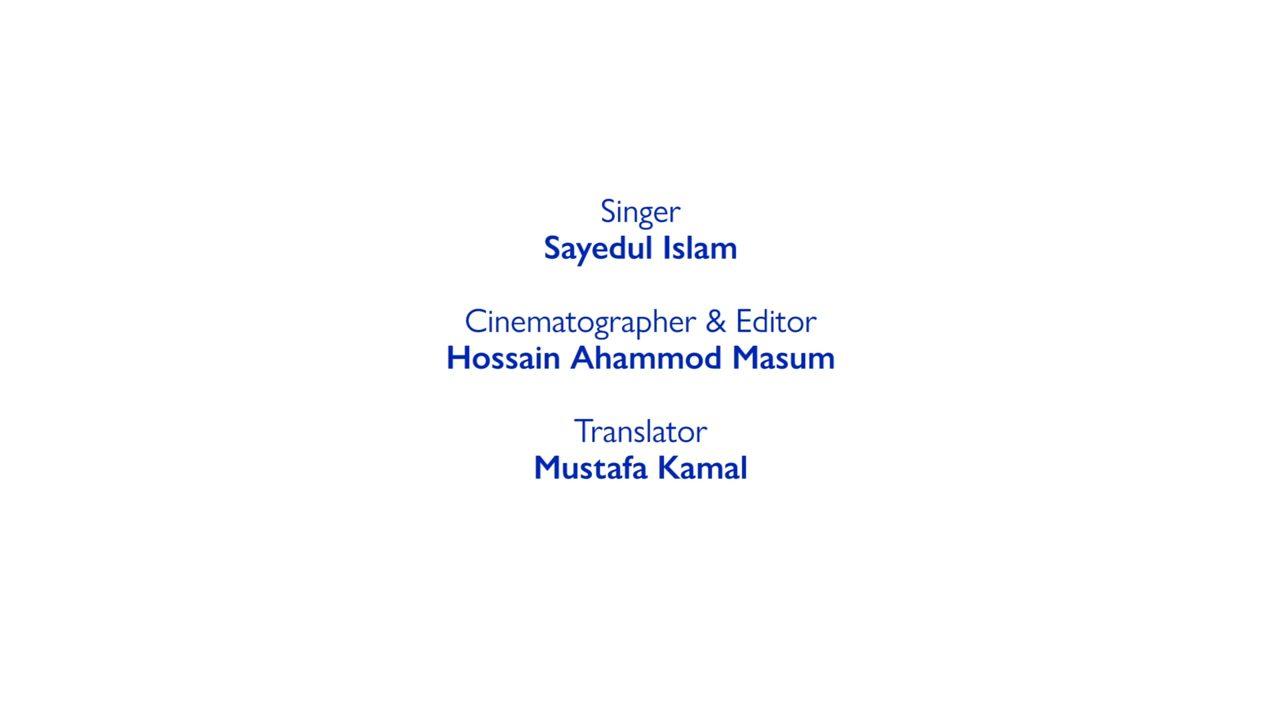 Singer
Sayedul Islam
Cinematographer & Editor
Hossain Ahammod Masum
Translator
Mustafa Kamal